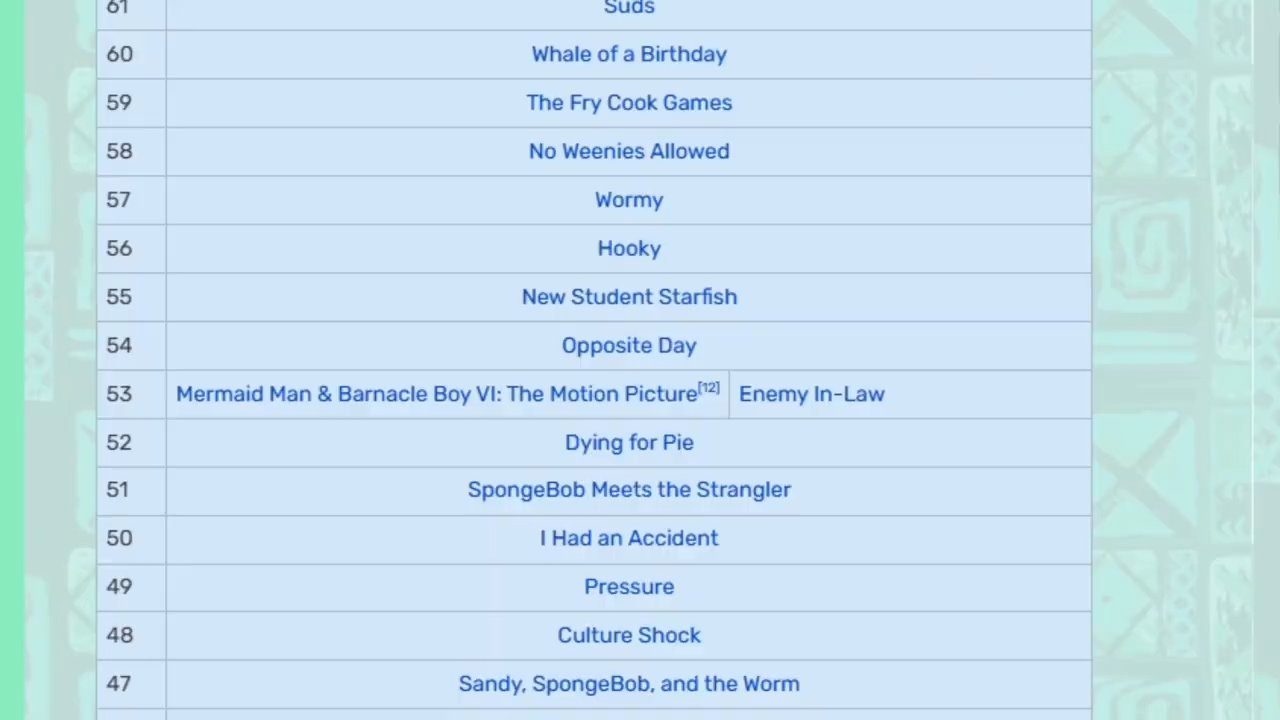 61 Suds
60 Whale of a Birthday
59 The Fry Cook Games
58 No Weenies Allowed
57 Wormy
56 Hooky
55 New Student Starfish
54 Opposite Day
53 Mermaid Man & Barnacle Boy VI: The Motion Picture[12] Enemy In-Law
52 Dying for Pie
51 SpongeBob Meets the Strangler
50 I Had an Accident
49 Pressure
48 Culture Shock
47 Sandy, SpongeBob, and the Worm